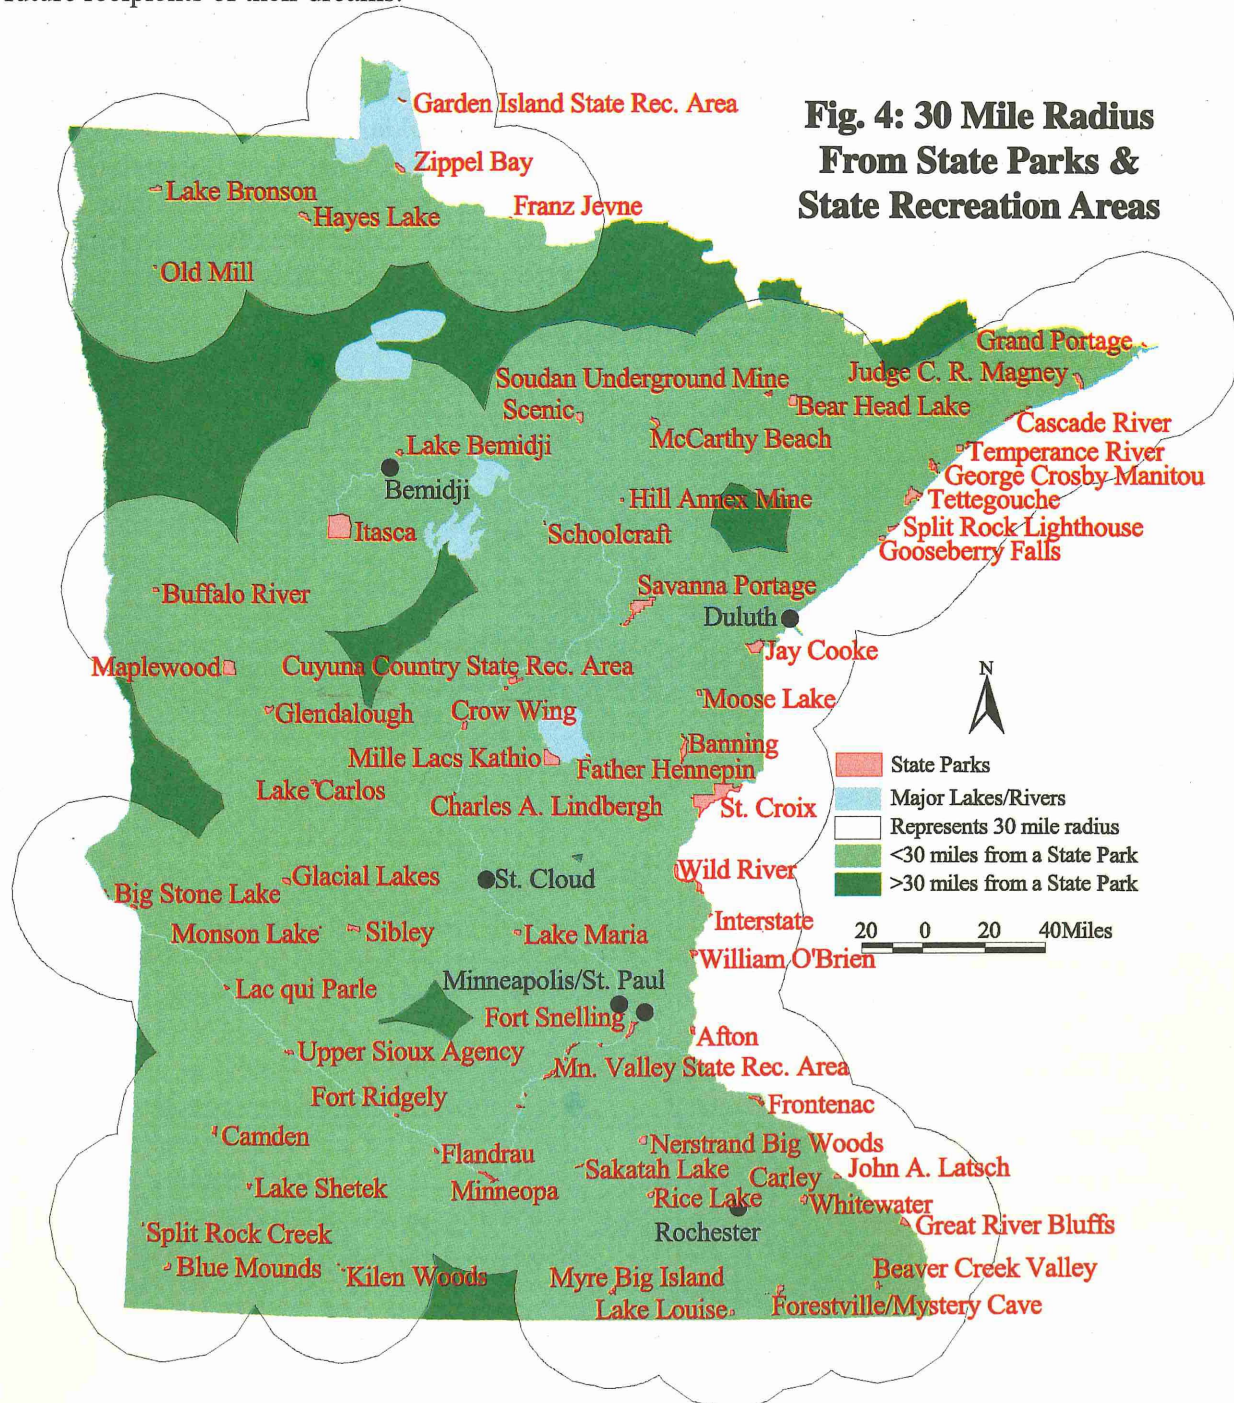 Garden Island State Rec. Area
Fig. 4: 30 Mile Radius
From State Parks &
State Recreation Areas
Zippel Bay
Lake Bronson
Hayes Lake
Franz Jevne
Old Mill
Grand Portage
Soudan Underground Mine
Judge C. R. Magney
Scenic
Bear Head Lake
Cascade River
McCarthy Beach
Lake Bemidji
Temperance River
George Crosby Manitou
Bemidji
Hill Annex Mine
Tettegouche
Itasca
Schoolcraft
Split Rock Lighthouse
Gooseberry Falls
Buffalo River
Savanna Portage
Duluth
Jay Cooke
Maplewood
Cuyuna Country State Rec. Area
N
Moose Lake
Glendalough
Crow Wing
Banning
Mille Lacs Kathio
Father Hennepin
State Parks
Lake Carlos
Charles A. Lindbergh
St. Croix
Major Lakes/Rivers
Represents 30 mile radius
<30 miles from a State Park
>30 miles from a State Park
Wild River
Glacial Lakes
St. Cloud
Big Stone Lake
Interstate
Monson Lake
Sibley
Lake Maria
20 0 20 40Miles
William O'Brien
Minneapolis/St. Paul
Lac qui Parle
Fort Snelling
Afton
Upper Sioux Agency
Mn. Valley State Rec. Area
Fort Ridgely
Frontenac
Camden
Nerstrand Big Woods
Flandrau
Sakatah Lake
Carley
John A. Latsch
Lake Shetek
Minneopa
Rice Lake
Whitewater
Split Rock Creek
Rochester
Great River Bluffs
Blue Mounds
Kilen Woods
Myre Big Island
Beaver Creek Valley
Lake Louise
Forestville/Mystery Cave